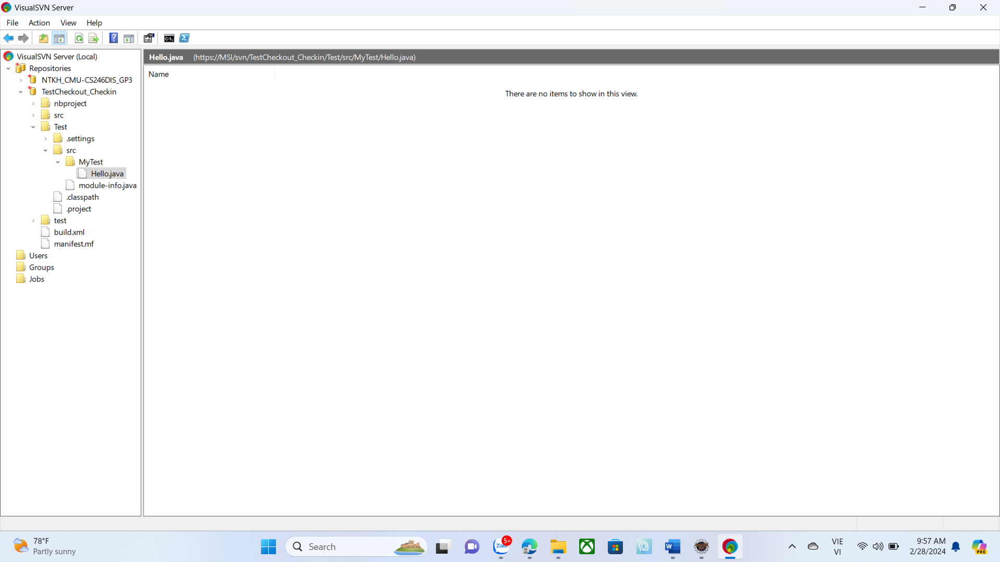 VisualSVN Server
File Action View Help
VisualSVN Server (Local)
Repositories
NTKH_CMU-CS246DIS_GP3
TestCheckout_Checkin
nbproject
src
Test
.settings
src
MyTest
Hello.java
module-info.java
.classpath
.project
test
build.xml
manifest.mf
Users
Groups
Jobs
Hello.java (https://MSI/svn/TestCheckout_Checkin/Test/src/MyTest/Hello.java)
Name
There are no items to show in this view.
78°F
Partly sunny
Search
Zalo
5+
W
VIE
VI
9:57 AM
2/28/2024
PRE